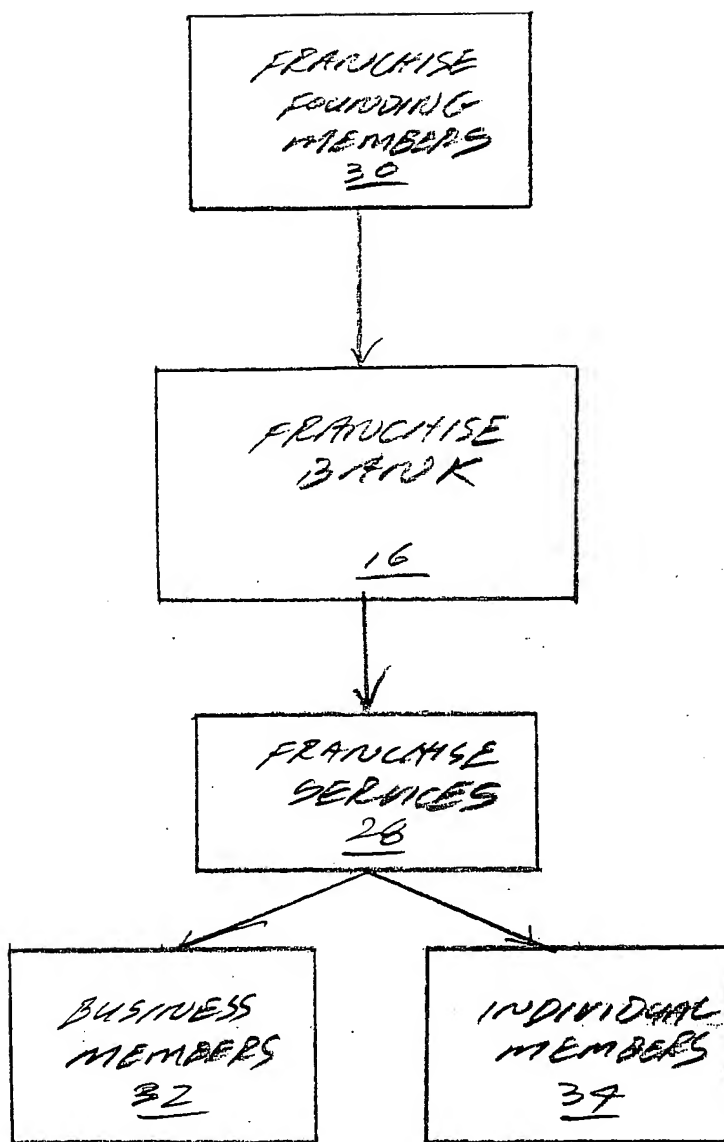 FRANCHISE
FOUNDING
MEMBERS
30
FRANCHISE
BANK
16
FRANCHISE
SERVICES
28
BUSINESS
MEMBERS
32
INDIVIDUAL
MEMBERS
34